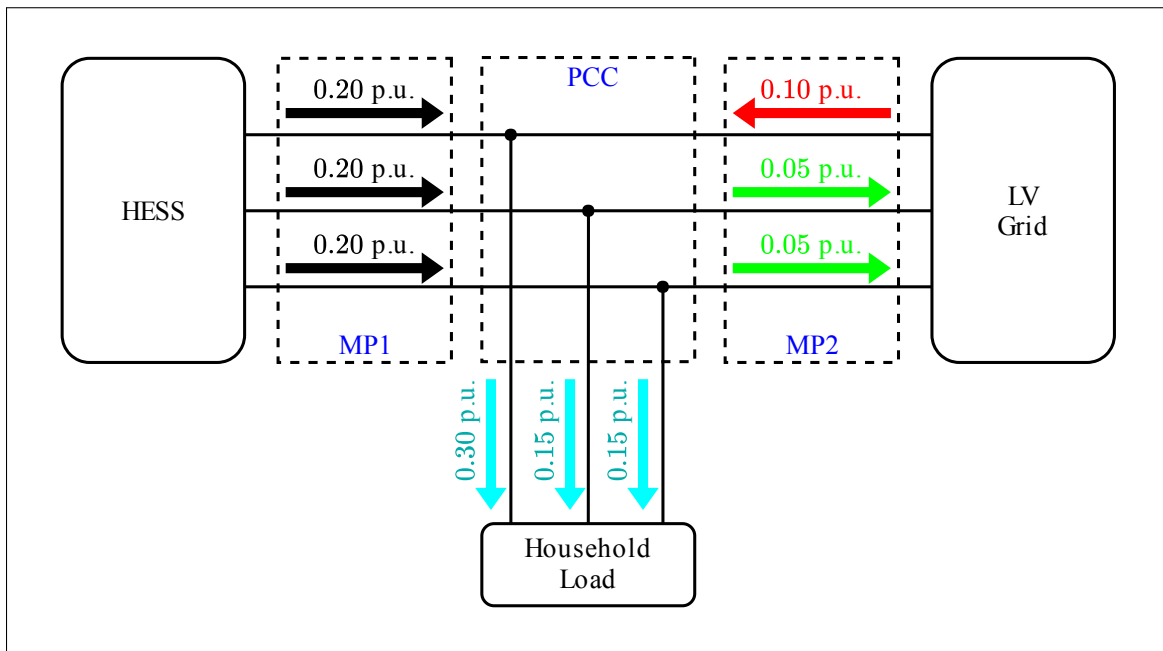 0.20 p.u.
PCC
0.10 p.u.
0.20 p.u.
0.05 p.u.
HESS
LV
Grid
0.20 p.u.
0.05 p.u.
MP1
MP2
0.30 p.u.
0.15 p.u.
0.15 p.u.
Household
Load